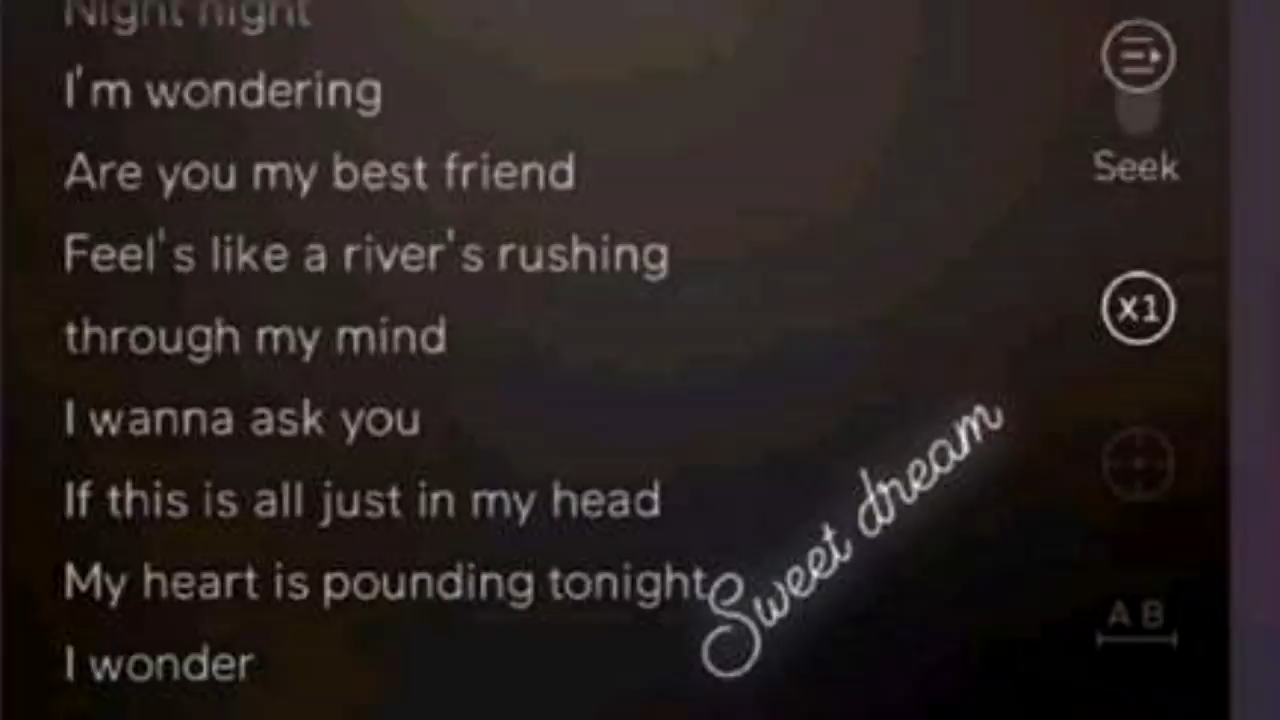 Night night
I'm wondering
Are you my best friend
Feel's like a river's rushing
through my mind
I wanna ask you
If this is all just in my head
My heart is pounding tonight
I wonder
Sweet dream
Seek
x1
A B